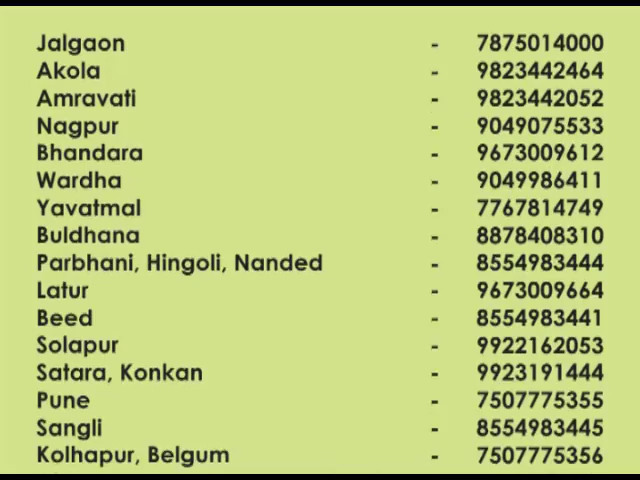 Jalgaon - 7875014000
Akola - 9823442464
Amravati - 9823442052
Nagpur - 9049075533
Bhandara - 9673009612
Wardha - 9049986411
Yavatmal - 7767814749
Buldhana - 8878408310
Parbhani, Hingoli, Nanded - 8554983444
Latur - 9673009664
Beed - 8554983441
Solapur - 9922162053
Satara, Konkan - 9923191444
Pune - 7507775355
Sangli - 8554983445
Kolhapur, Belgum - 7507775356